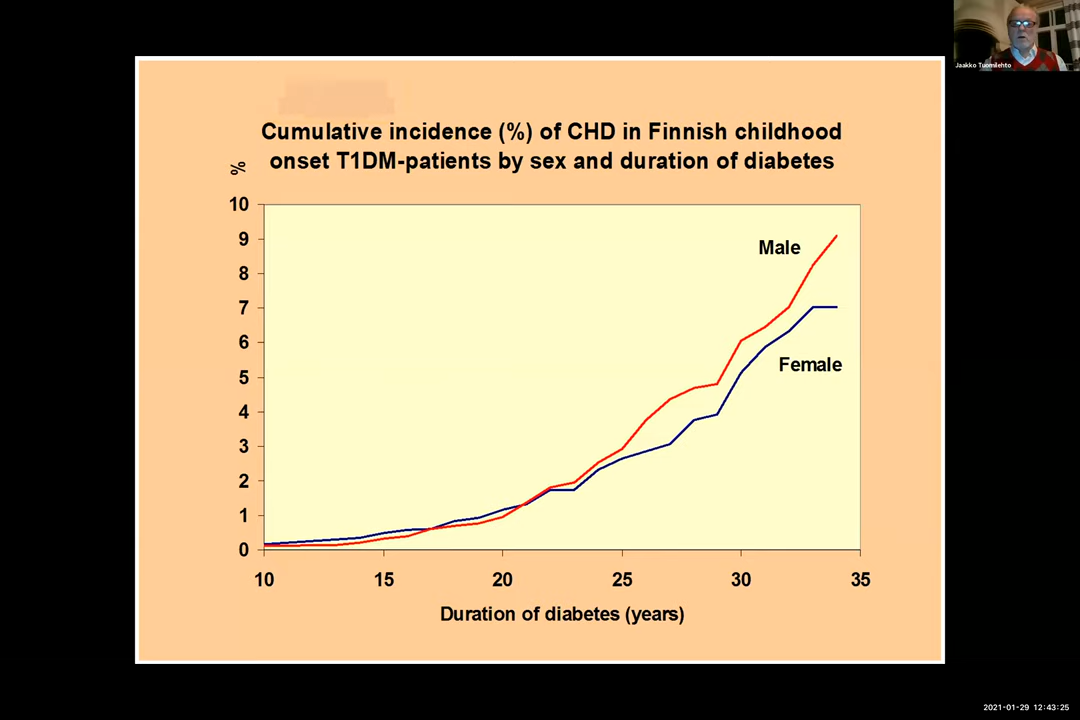 Jaakko Tuomilehto
Cumulative incidence (%) of CHD in Finnish childhood
onset T1DM-patients by sex and duration of diabetes
%
10
9
8
7
6
5
4
3
2
1
0
Male
Female
10 15 20 25 30 35
Duration of diabetes (years)
2021-01-29 12:43:25